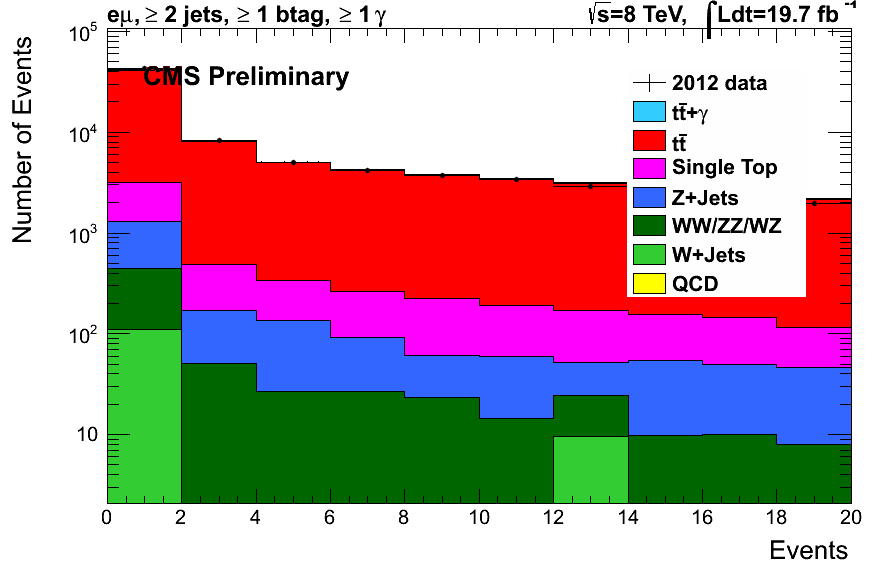 eμ, ≥ 2 jets, ≥ 1 btag, ≥ 1 γ
√s=8 TeV, ∫Ldt=19.7 fb⁻¹
CMS Preliminary
2012 data
tt̄+γ
tt̄
Single Top
Z+Jets
WW/ZZ/WZ
W+Jets
QCD
Number of Events
10⁵
10⁴
10³
10²
10
0 2 4 6 8 10 12 14 16 18 20
Events